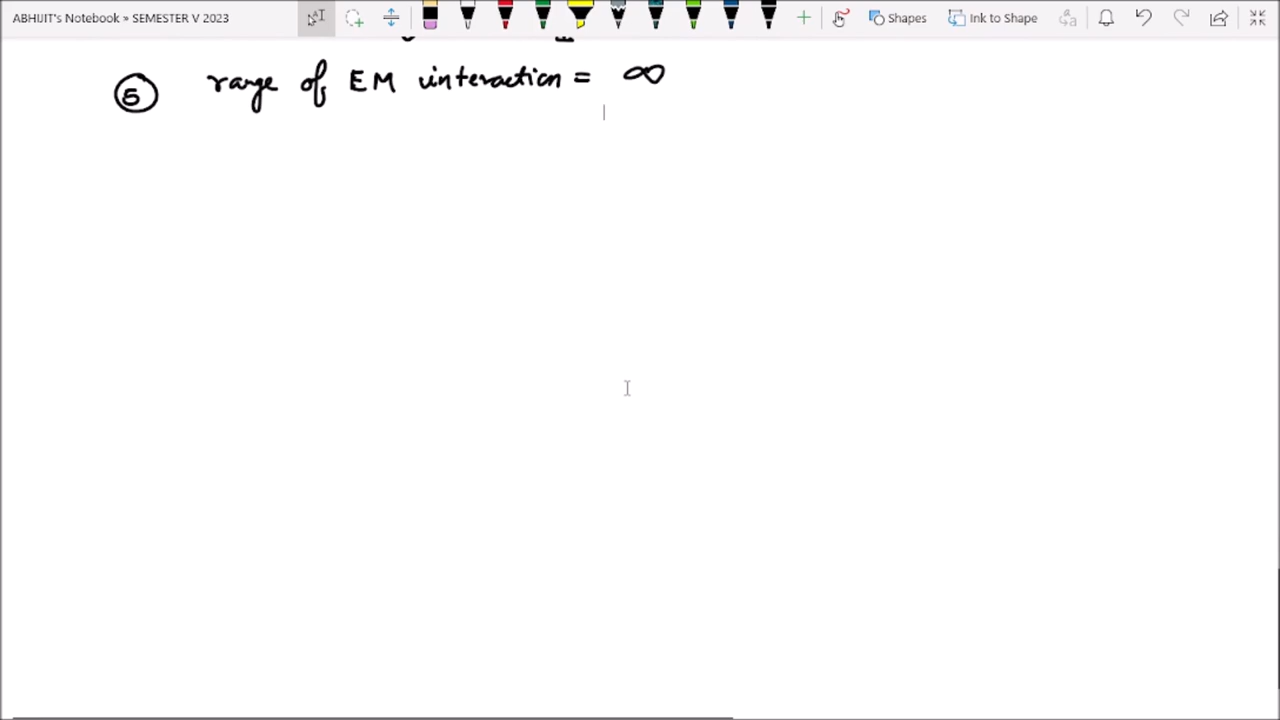 ABHIJIT's Notebook » SEMESTER V 2023
Shapes
Ink to Shape
5 range of EM interaction = ∞